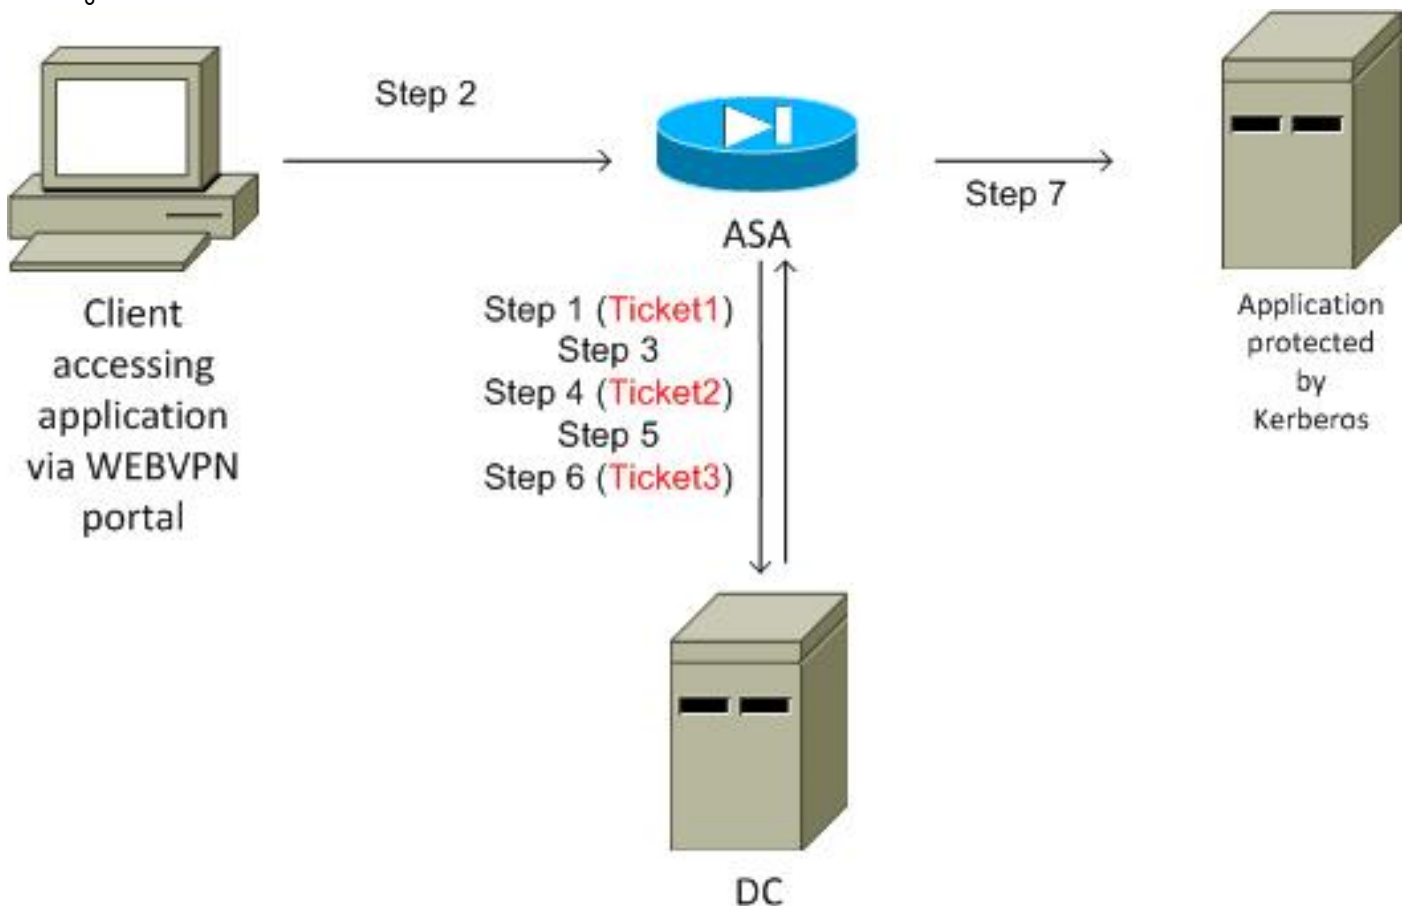 Step 2
Step 7
ASA
Client
accessing
application
via WEBVPN
portal
Step 1 (Ticket1)
Step 3
Step 4 (Ticket2)
Step 5
Step 6 (Ticket3)
Application
protected
by
Kerberos
DC